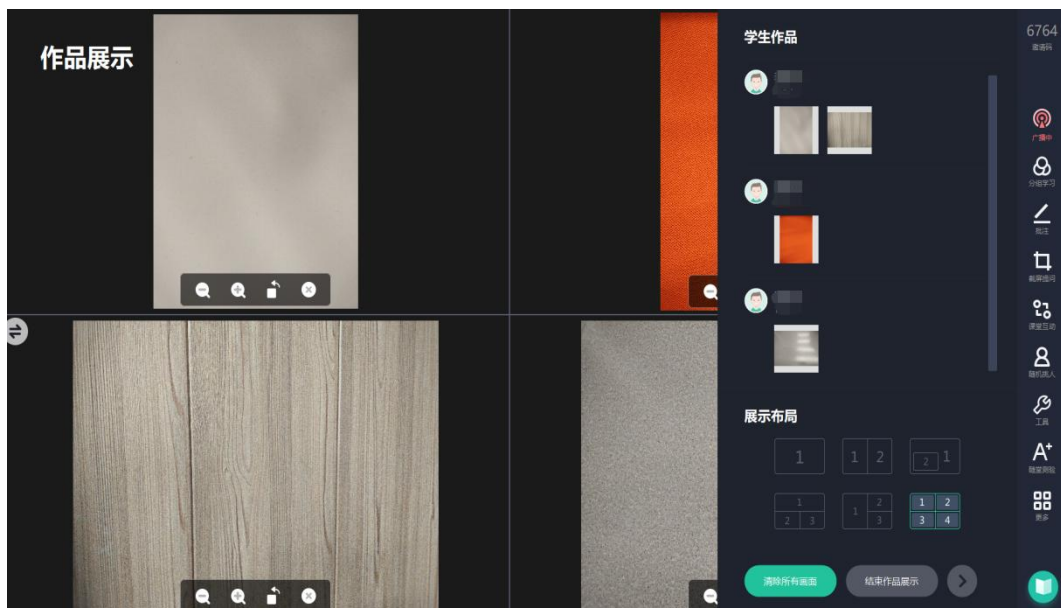 作品展示
学生作品
6764
邀请码
广播中
分组学习
批注
截屏提问
课堂互动
随机挑人
工具
A+
随堂测验
更多
展示布局
1
1 2
2 1
1
2 3
1 2
3
1 2
3 4
清除所有画面
结束作品展示